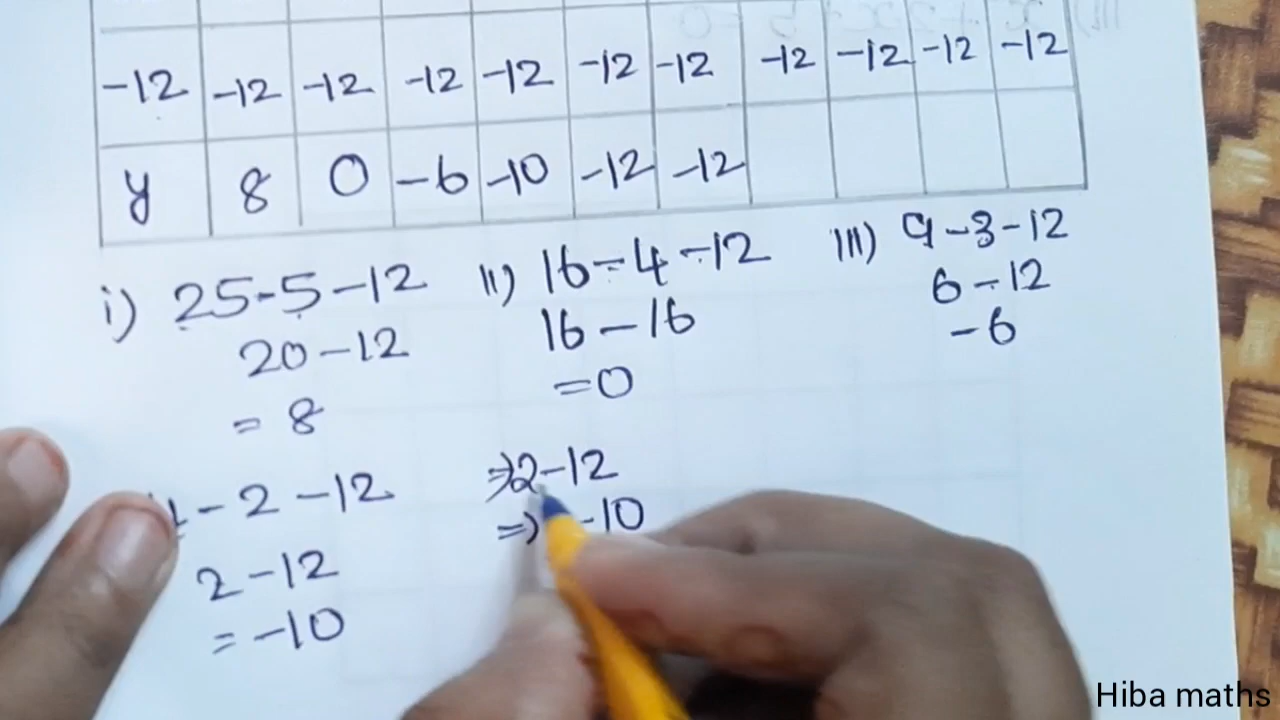 -12 -12 -12 -12 -12 -12 -12 -12 -12 -12 -12
y 8 0 -6 -10 -12 -12
i) 25-5-12
20-12
= 8
II) 16-4-12
16-16
=0
III) 9-3-12
6-12
-6
4-2-12
2-12
= -10
⇒2-12
⇒ -10
Hiba maths